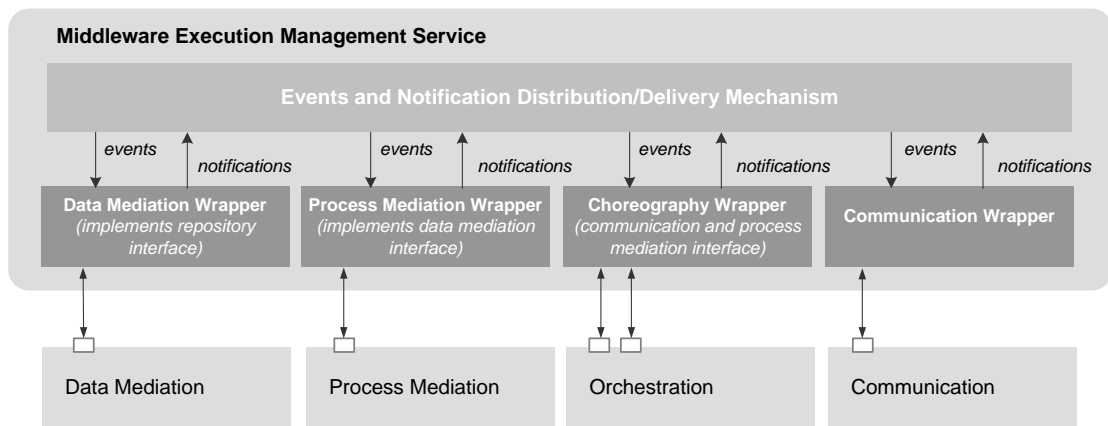 Middleware Execution Management Service
Events and Notification Distribution/Delivery Mechanism
events
notifications
events
notifications
events
notifications
events
notifications
Data Mediation Wrapper
(implements repository
interface)
Process Mediation Wrapper
(implements data mediation
interface)
Choreography Wrapper
(communication and process
mediation interface)
Communication Wrapper
Data Mediation
Process Mediation
Orchestration
Communication